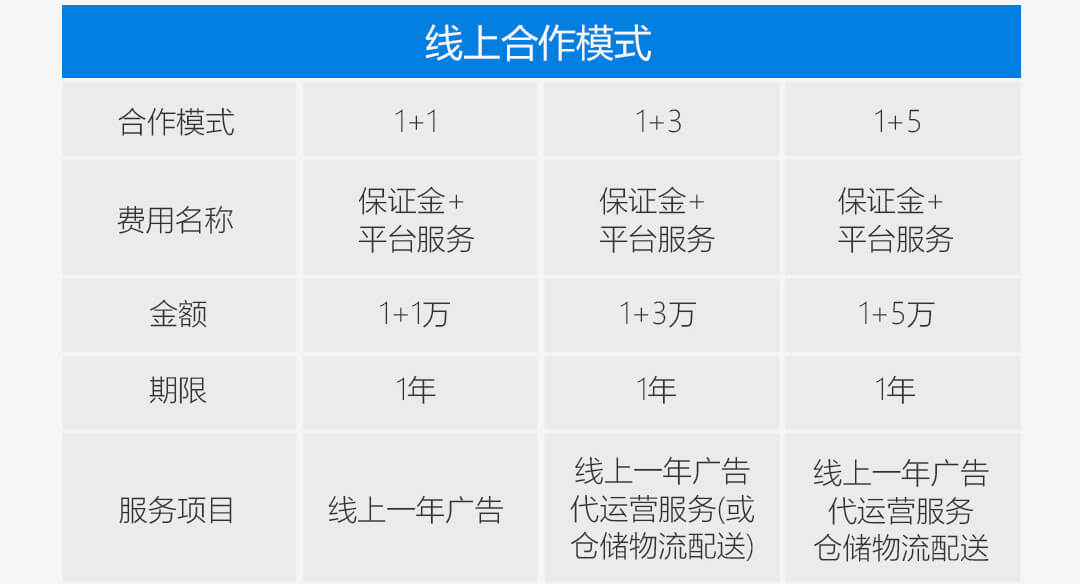 线上合作模式
合作模式 1+1 1+3 1+5
费用名称
保证金+
平台服务
保证金+
平台服务
保证金+
平台服务
金额 1+1万 1+3万 1+5万
期限 1年 1年 1年
服务项目
线上一年广告
线上一年广告
代运营服务(或
仓储物流配送)
线上一年广告
代运营服务
仓储物流配送